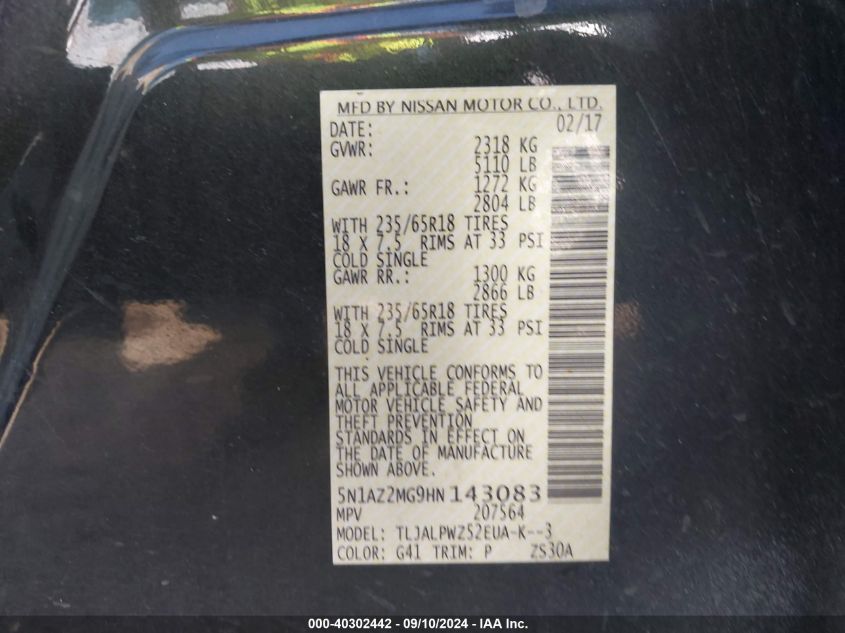 MFD BY NISSAN MOTOR CO., LTD.
DATE: 02/17
GVWR: 2318 KG
5110 LB
GAWR FR.: 1272 KG
2804 LB
WITH 235/65R18 TIRES
18 X 7.5 RIMS AT 33 PSI
COLD SINGLE
GAWR RR.: 1300 KG
2866 LB
WITH 235/65R18 TIRES
18 X 7.5 RIMS AT 33 PSI
COLD SINGLE
THIS VEHICLE CONFORMS TO
ALL APPLICABLE FEDERAL
MOTOR VEHICLE SAFETY AND
THEFT PREVENTION
STANDARDS IN EFFECT ON
THE DATE OF MANUFACTURE
SHOWN ABOVE.
5N1AZ2MG9HN 143083
MPV 207564
MODEL: TLJALPWZ52EUA-K--3
COLOR: G41 TRIM: P ZS30A
000-40302442 - 09/10/2024 - IAA Inc.